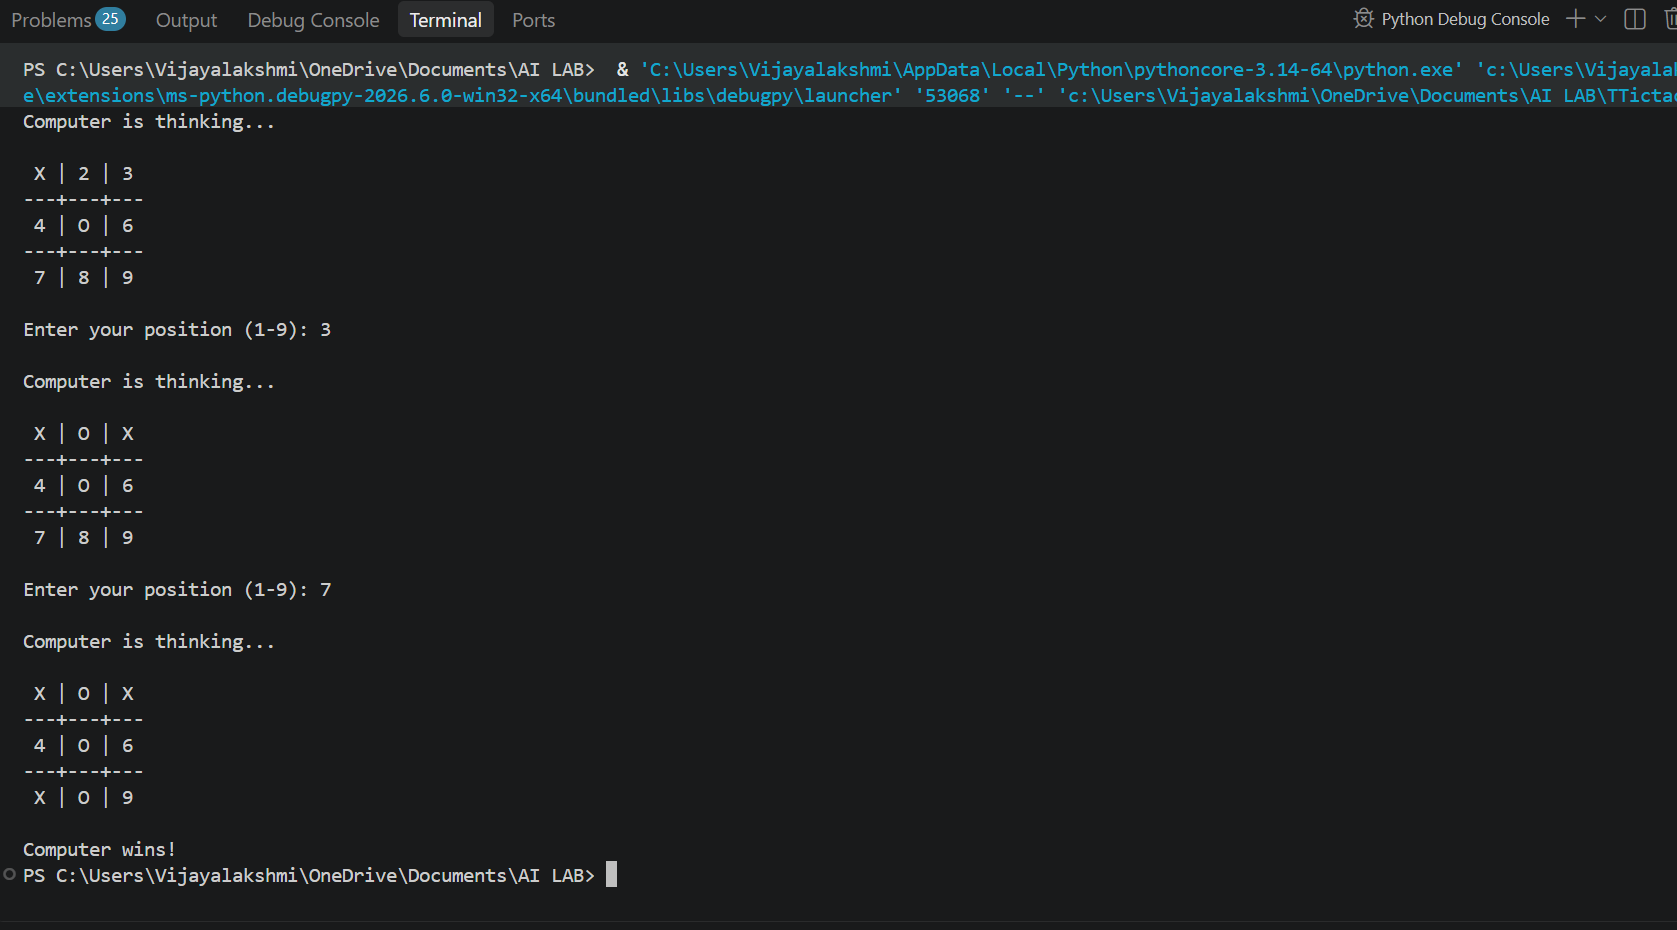 Problems 25 Output Debug Console Terminal Ports Python Debug Console
PS C:\Users\Vijayalakshmi\OneDrive\Documents\AI LAB>  & 'C:\Users\Vijayalakshmi\AppData\Local\Python\pythoncore-3.14-64\python.exe' 'c:\Users\Vijayalak
e\extensions\ms-python.debugpy-2026.6.0-win32-x64\bundled\libs\debugpy\launcher' '53068' '--' 'c:\Users\Vijayalakshmi\OneDrive\Documents\AI LAB\TTictac
Computer is thinking...
X | 2 | 3
---+---+---
4 | O | 6
---+---+---
7 | 8 | 9
Enter your position (1-9): 3
Computer is thinking...
X | O | X
---+---+---
4 | O | 6
---+---+---
7 | 8 | 9
Enter your position (1-9): 7
Computer is thinking...
X | O | X
---+---+---
4 | O | 6
---+---+---
X | O | 9
Computer wins!
PS C:\Users\Vijayalakshmi\OneDrive\Documents\AI LAB>